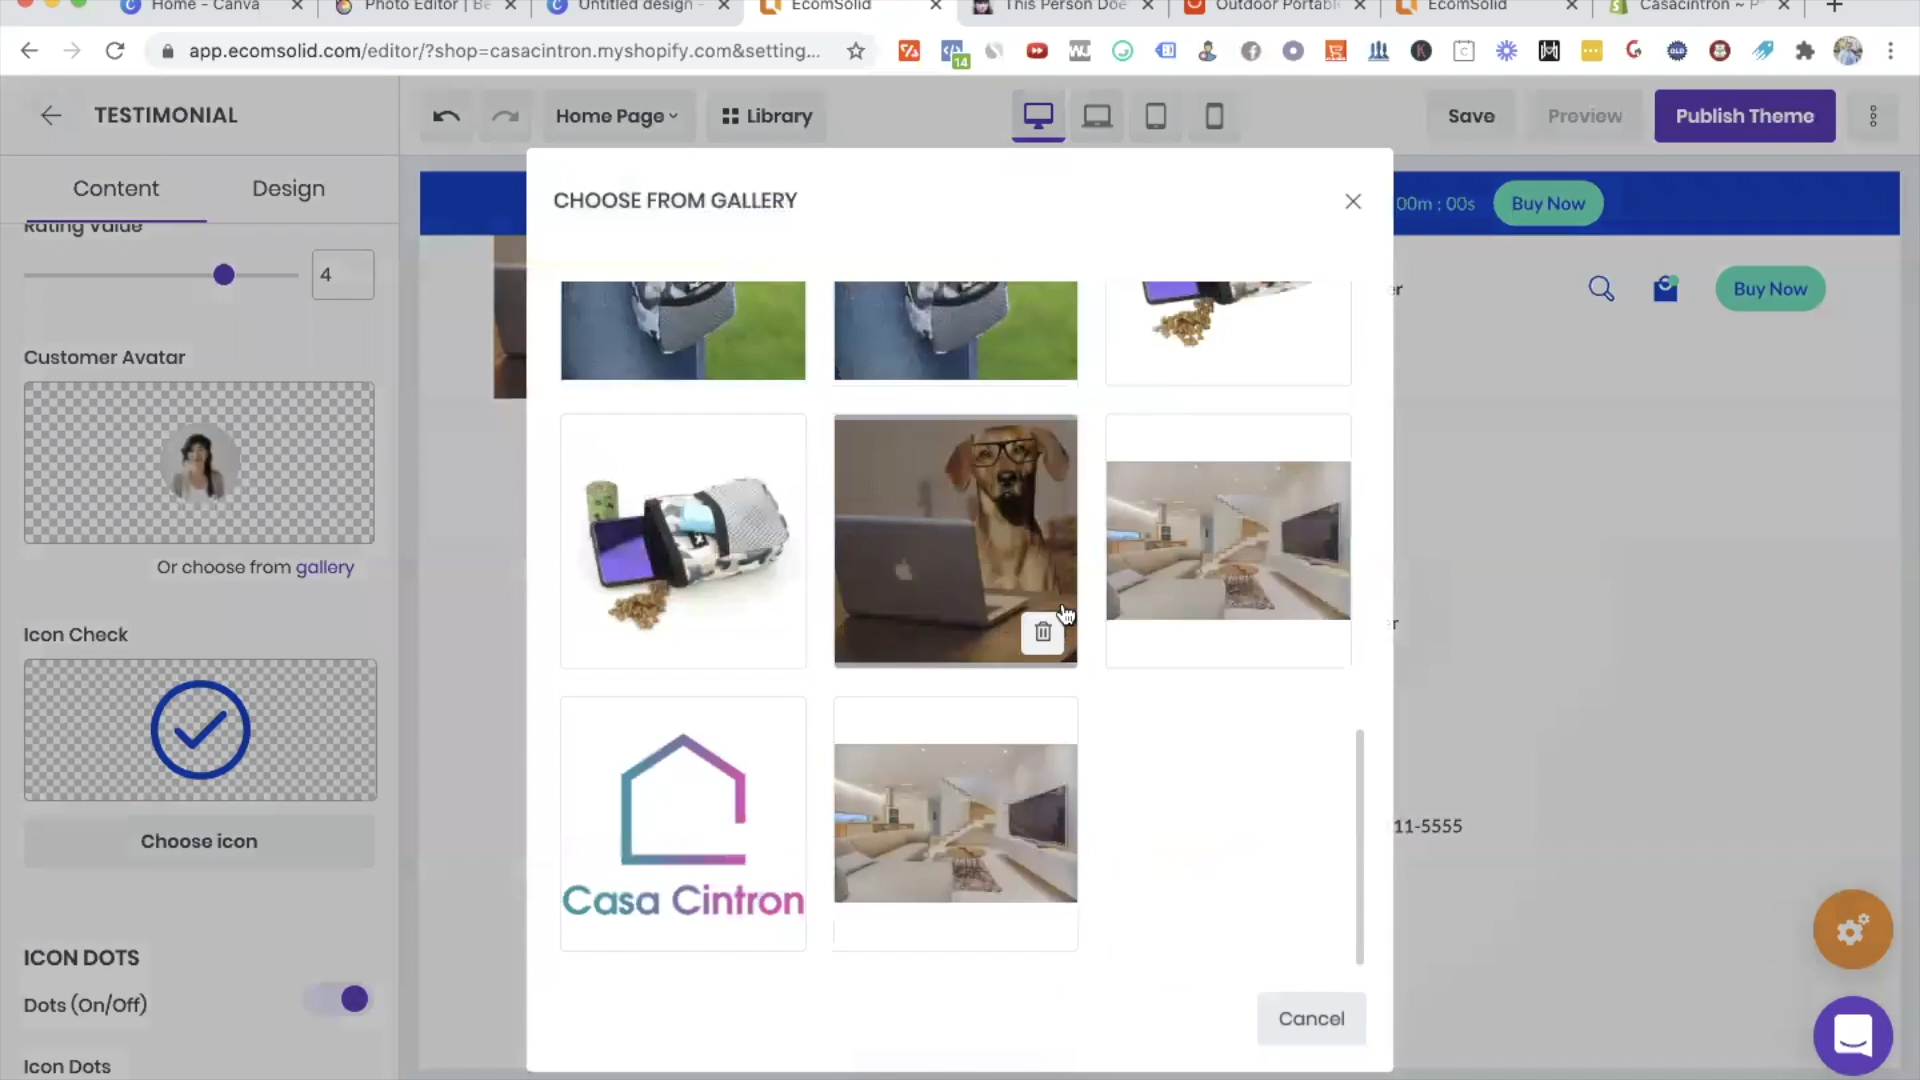 Home - Canva
Photo Editor | Be
Untitled design -
EcomSolid
This Person Doe
Outdoor Portabl
EcomSolid
Casacintron ~ P
app.ecomsolid.com/editor/?shop=casacintron.myshopify.com&setting...
14
TESTIMONIAL
Home Page
Library
Save
Preview
Publish Theme
Content
Design
Rating Value
4
Customer Avatar
Or choose from gallery
Icon Check
Choose icon
ICON DOTS
Dots (On/Off)
Icon Dots
CHOOSE FROM GALLERY
00m : 00s
Buy Now
er
Buy Now
er
11-5555
Casa Cintron
Cancel